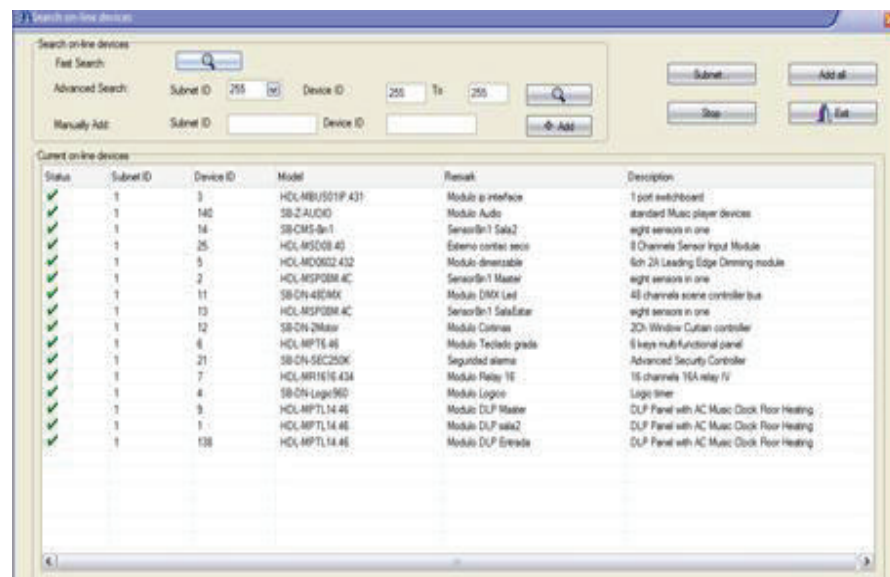 Search on-line devices
Search on-line devices
Fast Search:
Advanced Search: Subnet ID 255 Device ID 255 To 255
Manually Add: Subnet ID Device ID Add
Subnet Add all
Stop Exit
Current on-line devices
Status Subnet ID Device ID Model Remark Description
1 3 HDL-MBUS01IP.431 Modulo ip interface 1 port switchboard
1 140 SB-Z-AUDIO Modulo Audio standard Music player devices
1 14 SB-CMS-8in1 Sensor8in1 Sala2 eight sensors in one
1 25 HDL-MSD08.40 Externo contac seco 8 Channels Sensor Input Module
1 5 HDL-MD0602.432 Modulo dimerizable 6ch 2A Leading Edge Dimming module
1 2 HDL-MSP08M.4C Sensor8in1 Master eight sensors in one
1 11 SB-DN-48DMX Modulo DMX Led 48 channels scene controller bus
1 13 HDL-MSP08M.4C Sensor8in1 SalaEstar eight sensors in one
1 12 SB-DN-2Motor Modulo Cortinas 2Ch Window Curtain controller
1 6 HDL-MPT6.46 Modulo Teclado grada 6 keys multi-functional panel
1 21 SB-DN-SEC250K Seguridad alarma Advanced Security Controller
1 7 HDL-MR1616.434 Modulo Relay 16 16 channels 16A relay IV
1 4 SB-DN-Logic960 Modulo Logico Logic timer
1 9 HDL-MPTL14.46 Modulo DLP Master DLP Panel with AC Music Clock Floor Heating
1 1 HDL-MPTL14.46 Modulo DLP sala2 DLP Panel with AC Music Clock Floor Heating
1 138 HDL-MPTL14.46 Modulo DLP Entrada DLP Panel with AC Music Clock Floor Heating